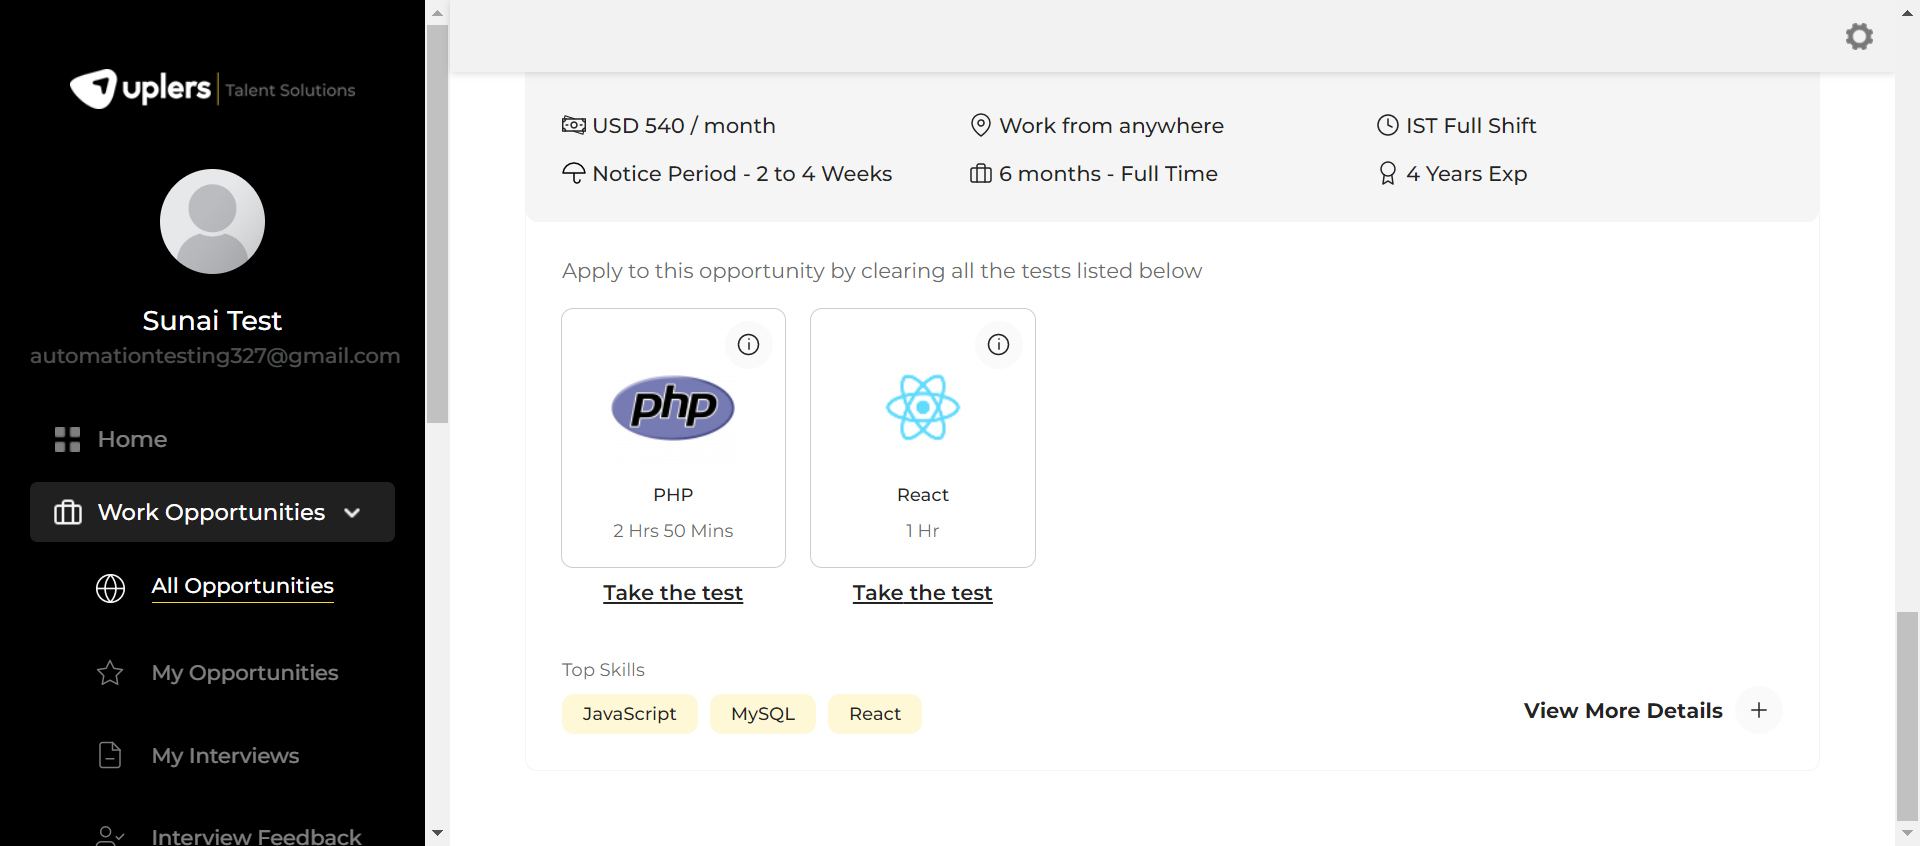 uplers | Talent Solutions
Sunai Test
automationtesting327@gmail.com
Home
Work Opportunities
All Opportunities
My Opportunities
My Interviews
Interview Feedback
USD 540 / month
Work from anywhere
IST Full Shift
Notice Period - 2 to 4 Weeks
6 months - Full Time
4 Years Exp
Apply to this opportunity by clearing all the tests listed below
php
PHP
2 Hrs 50 Mins
Take the test
React
1 Hr
Take the test
Top Skills
JavaScript
MySQL
React
View More Details